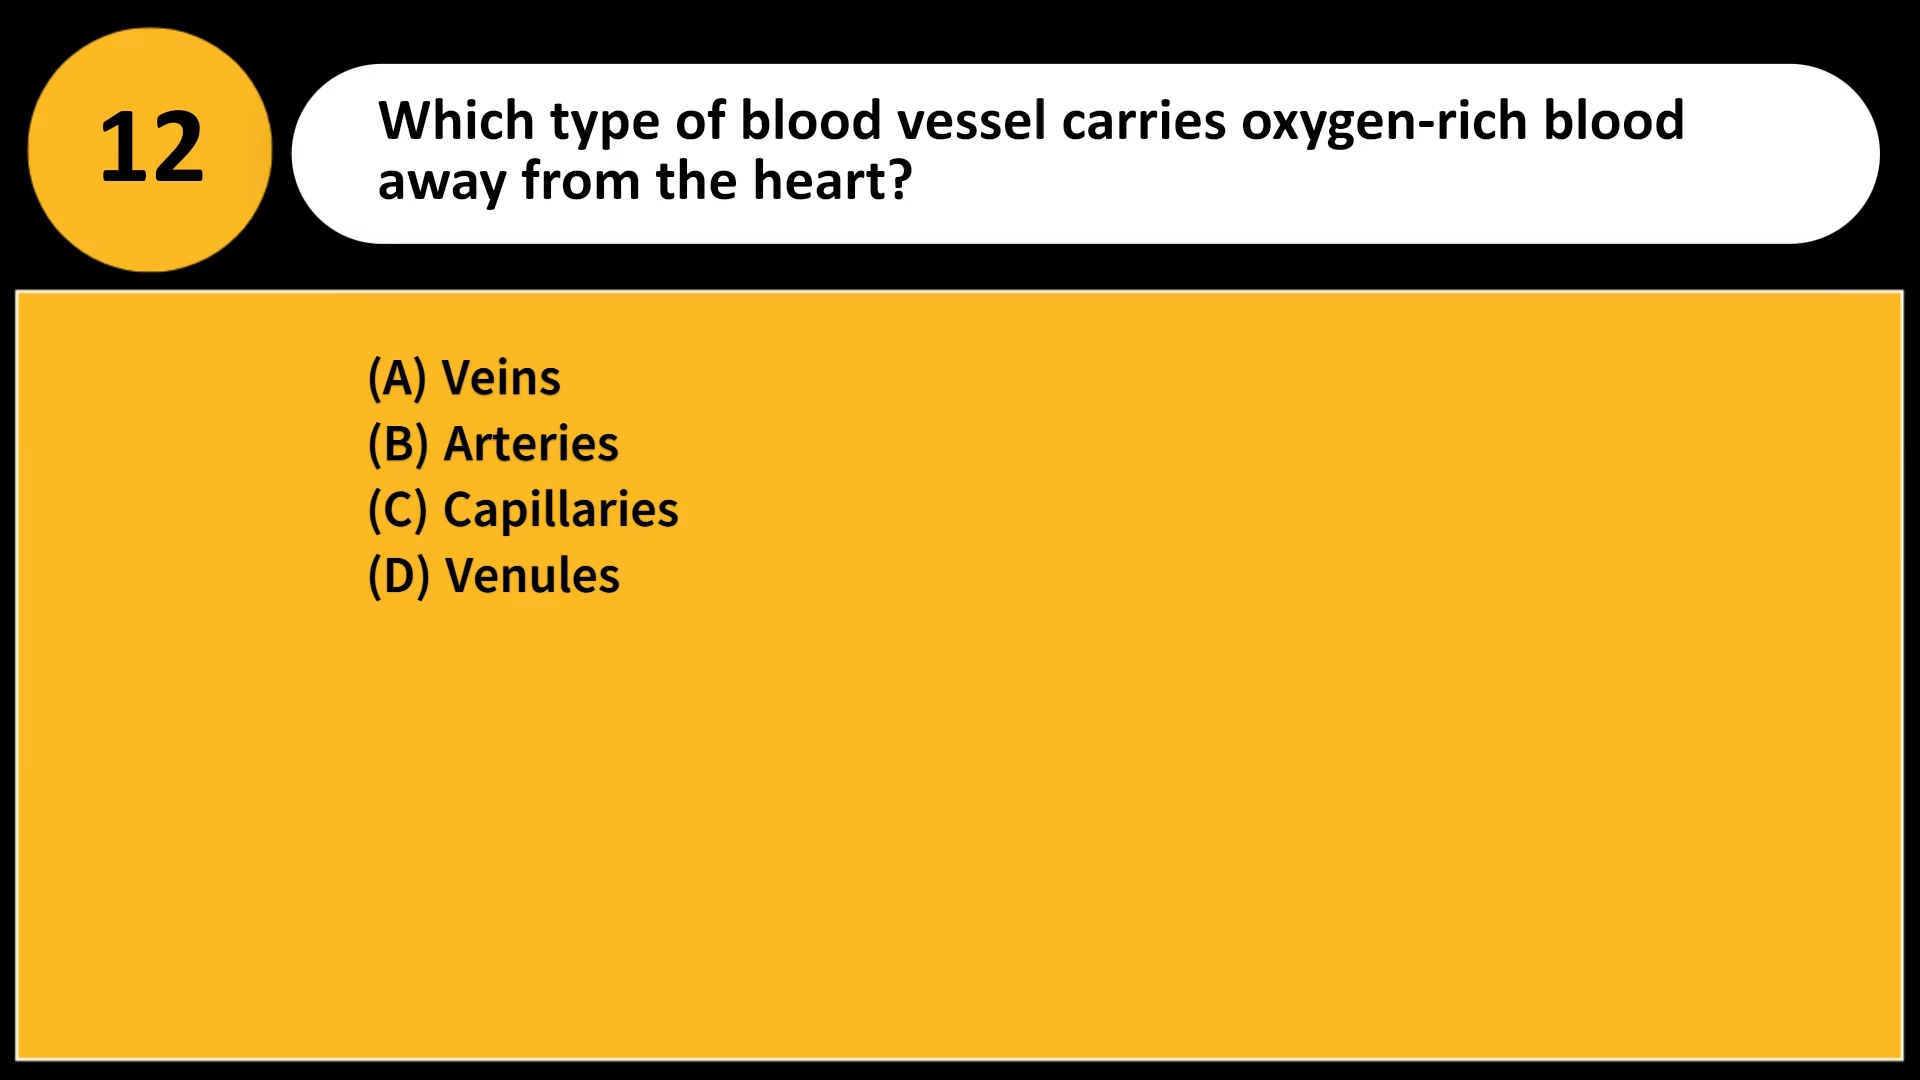 12
Which type of blood vessel carries oxygen-rich blood
away from the heart?
(A) Veins
(B) Arteries
(C) Capillaries
(D) Venules